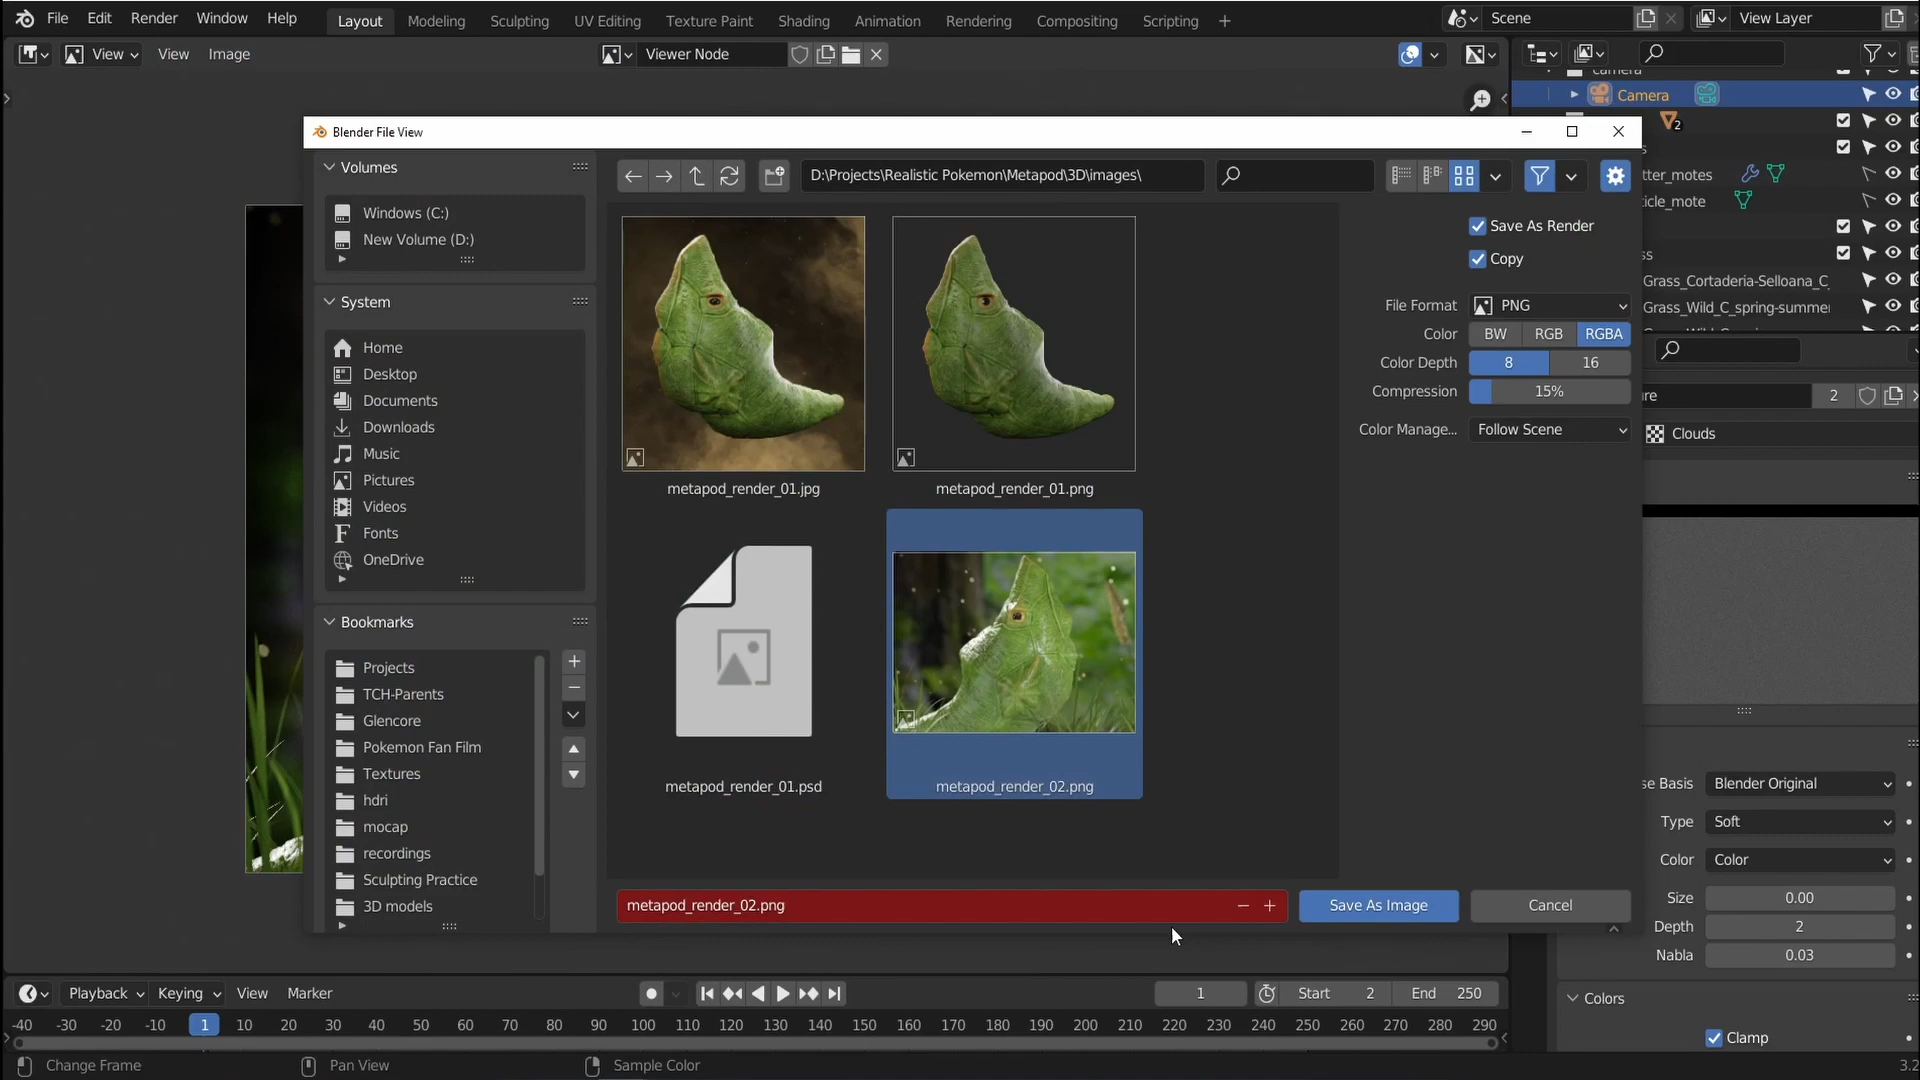 File Edit Render Window Help Layout Modeling Sculpting UV Editing Texture Paint Shading Animation Rendering Compositing Scripting + Scene View Layer
View View Image Viewer Node
Camera
2
Blender File View
Volumes
Windows (C:)
New Volume (D:)
System
Home
Desktop
Documents
Downloads
Music
Pictures
Videos
Fonts
OneDrive
Bookmarks
Projects
TCH-Parents
Glencore
Pokemon Fan Film
Textures
hdri
mocap
recordings
Sculpting Practice
3D models
D:\Projects\Realistic Pokemon\Metapod\3D\images\
metapod_render_01.jpg
metapod_render_01.png
metapod_render_01.psd
metapod_render_02.png
metapod_render_02.png
Save As Image
Cancel
Save As Render
Copy
File Format PNG
Color BW RGB RGBA
Color Depth 8 16
Compression 15%
Color Manage... Follow Scene
tter_motes
icle_mote
Grass_Cortaderia-Selloana_C_
Grass_Wild_C_spring-summer
2
Clouds
se Basis Blender Original
Type Soft
Color Color
Size 0.00
Depth 2
Nabla 0.03
Colors
Clamp
Playback Keying View Marker 1 Start 2 End 250
-40 -30 -20 -10 1 10 20 30 40 50 60 70 80 90 100 110 120 130 140 150 160 170 180 190 200 210 220 230 240 250 260 270 280 290
Change Frame Pan View Sample Color 3.2